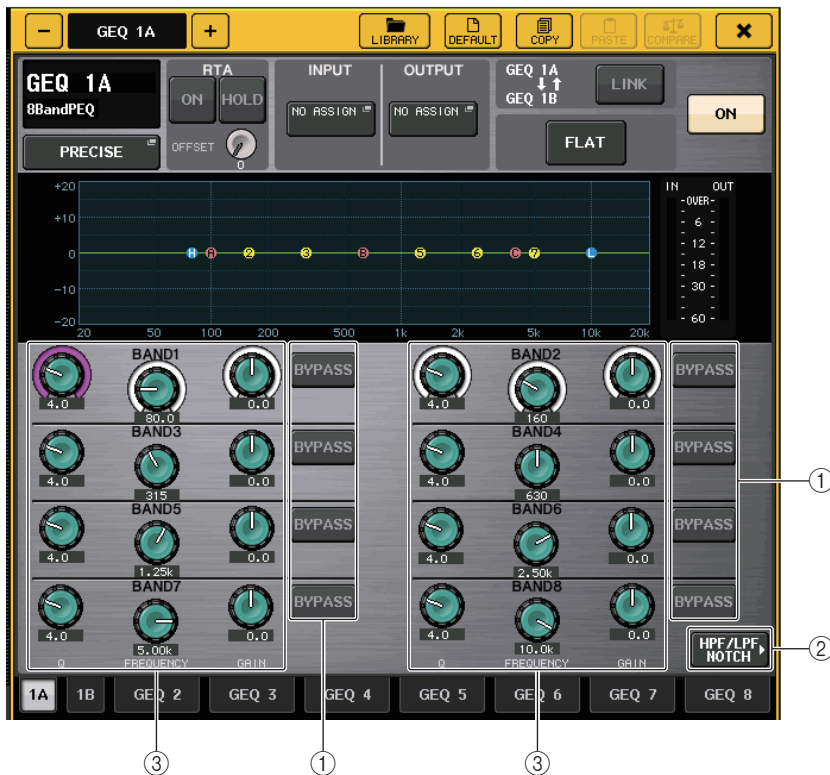 − GEQ 1A + LIBRARY DEFAULT COPY PASTE COMPARE ×
GEQ 1A
8BandPEQ
PRECISE
RTA
ON HOLD
OFFSET
0
INPUT
NO ASSIGN
OUTPUT
NO ASSIGN
GEQ 1A
↓↑
GEQ 1B
LINK
FLAT
ON
+20
+10
0
−10
−20
H A 2 3 B 5 6 C 7 L
20 50 100 200 500 1k 2k 5k 10k 20k
IN OUT
-OVER-
6
12
18
30
60
BAND1
4.0 80.0 0.0
BYPASS
BAND2
4.0 160 0.0
BYPASS
BAND3
4.0 315 0.0
BYPASS
BAND4
4.0 630 0.0
BYPASS
BAND5
4.0 1.25k 0.0
BYPASS
BAND6
4.0 2.50k 0.0
BYPASS
BAND7
4.0 5.00k 0.0
BYPASS
BAND8
4.0 10.0k 0.0
BYPASS
Q FREQUENCY GAIN
Q FREQUENCY GAIN
HPF/LPF
NOTCH
①
②
1A 1B GEQ 2 GEQ 3 GEQ 4 GEQ 5 GEQ 6 GEQ 7 GEQ 8
③ ① ③